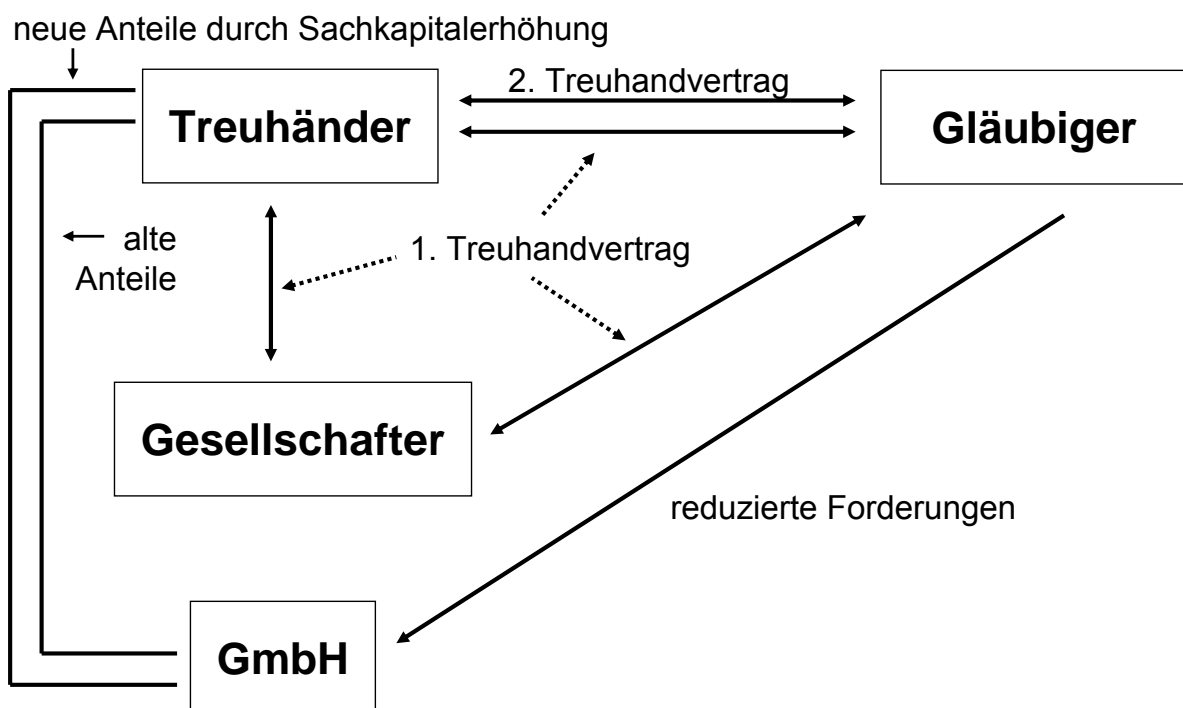 neue Anteile durch Sachkapitalerhöhung
2. Treuhandvertrag
Treuhänder
Gläubiger
alte
Anteile
1. Treuhandvertrag
Gesellschafter
reduzierte Forderungen
GmbH